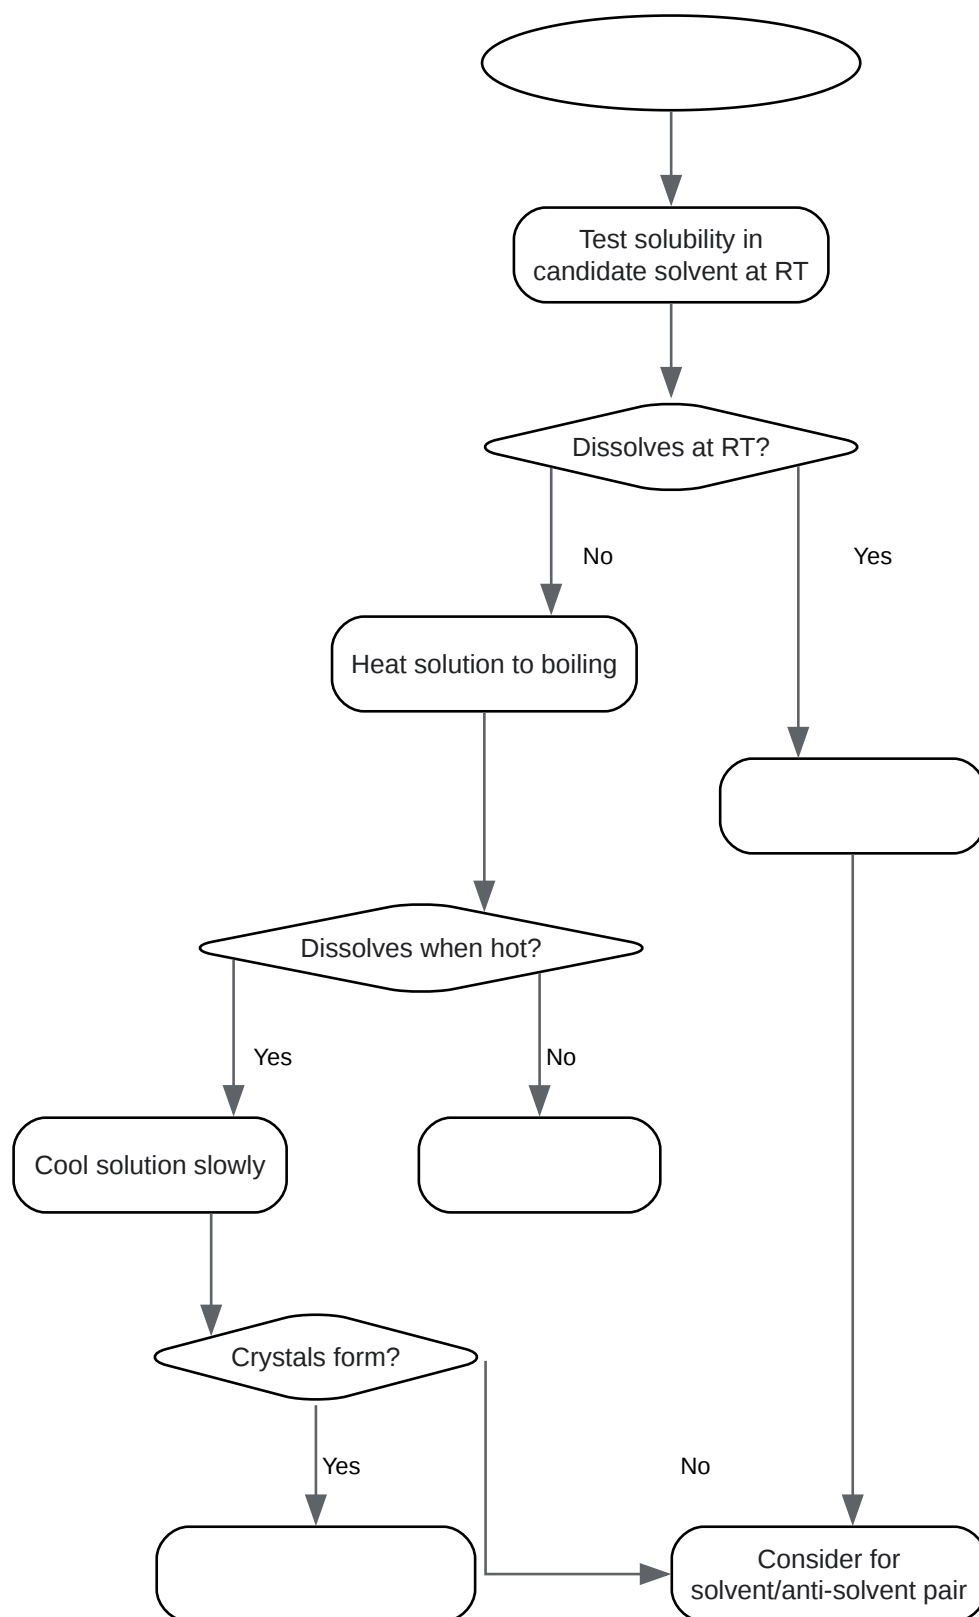 Test solubility in
candidate solvent at RT
Dissolves at RT?
No
Yes
Heat solution to boiling
Dissolves when hot?
Yes
No
Cool solution slowly
Crystals form?
Yes
No
Consider for
solvent/anti-solvent pair